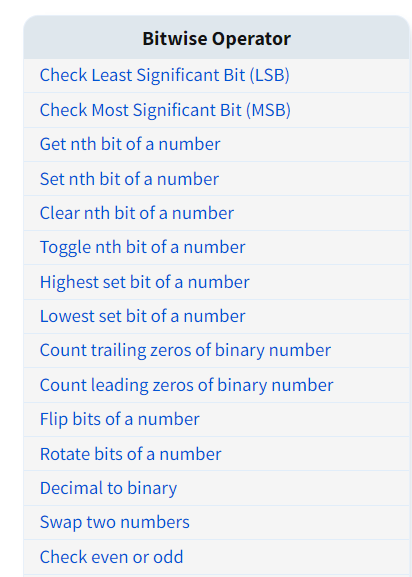 Bitwise Operator
Check Least Significant Bit (LSB)
Check Most Significant Bit (MSB)
Get nth bit of a number
Set nth bit of a number
Clear nth bit of a number
Toggle nth bit of a number
Highest set bit of a number
Lowest set bit of a number
Count trailing zeros of binary number
Count leading zeros of binary number
Flip bits of a number
Rotate bits of a number
Decimal to binary
Swap two numbers
Check even or odd